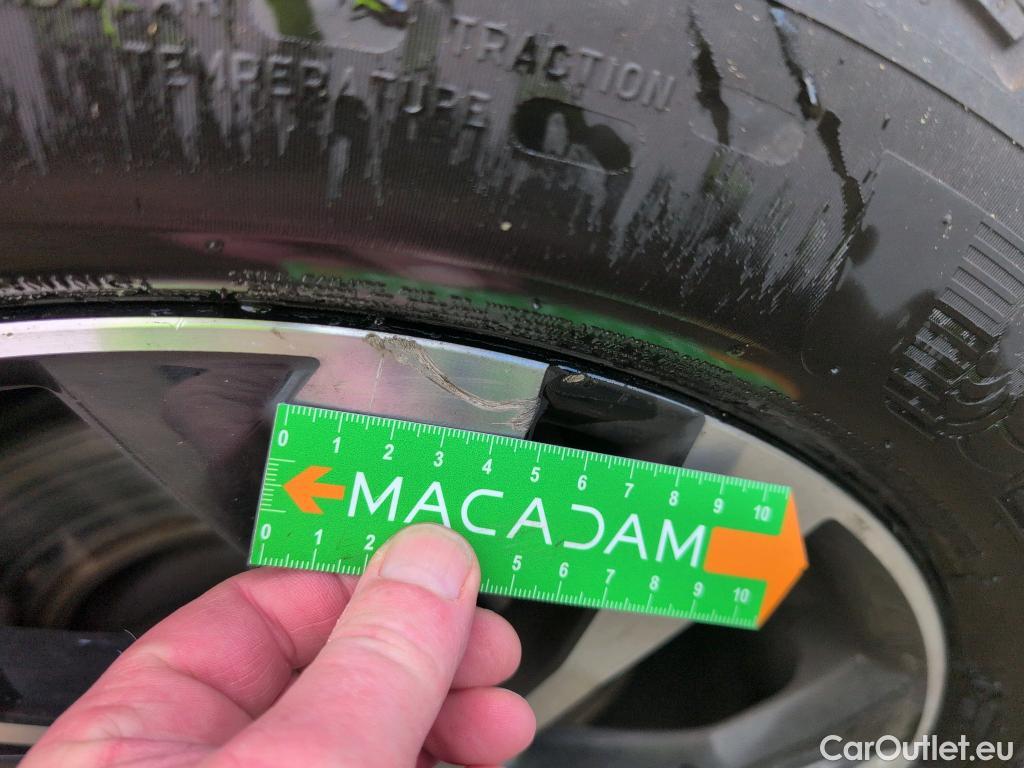 TRACTION
TEMPERATURE
0 1 2 3 4 5 6 7 8 9 10
MACADAM
0 1 2 5 6 7 8 9 10
CarOutlet.eu